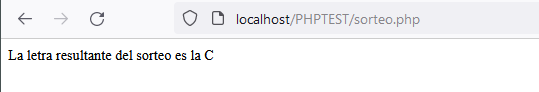 localhost/PHPTEST/sorteo.php
La letra resultante del sorteo es la C